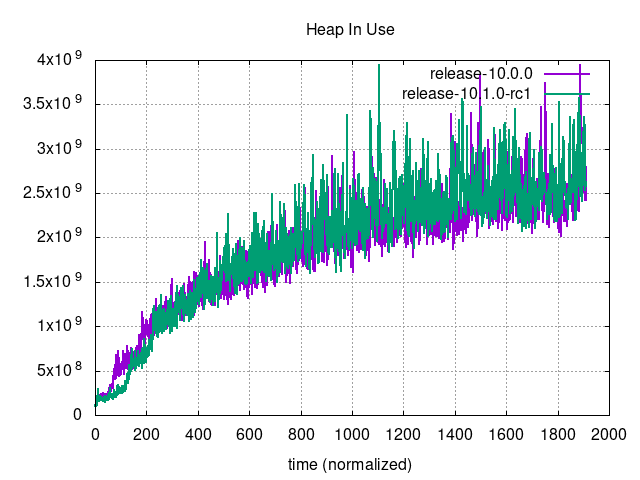 Heap In Use
release-10.0.0
release-10.1.0-rc1
4x10^9
3.5x10^9
3x10^9
2.5x10^9
2x10^9
1.5x10^9
1x10^9
5x10^8
0
0 200 400 600 800 1000 1200 1400 1600 1800 2000
time (normalized)